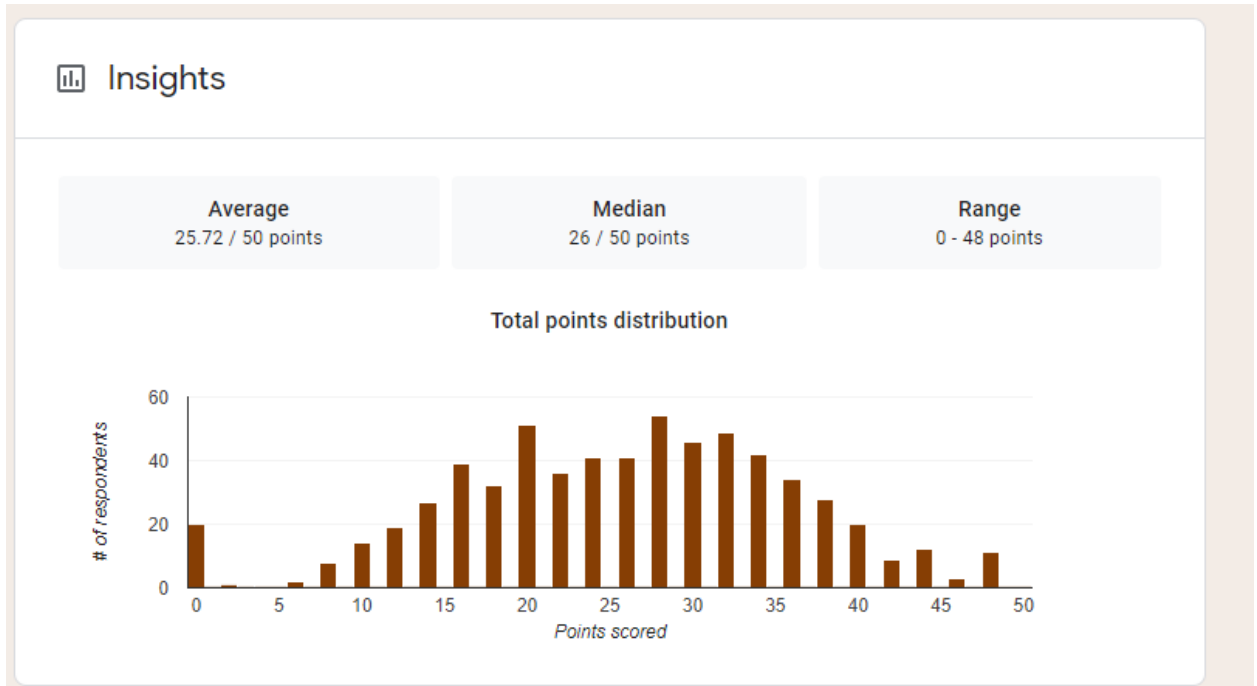 Insights
Average
25.72 / 50 points
Median
26 / 50 points
Range
0 - 48 points
Total points distribution
# of respondents
60
40
20
0
0 5 10 15 20 25 30 35 40 45 50
Points scored